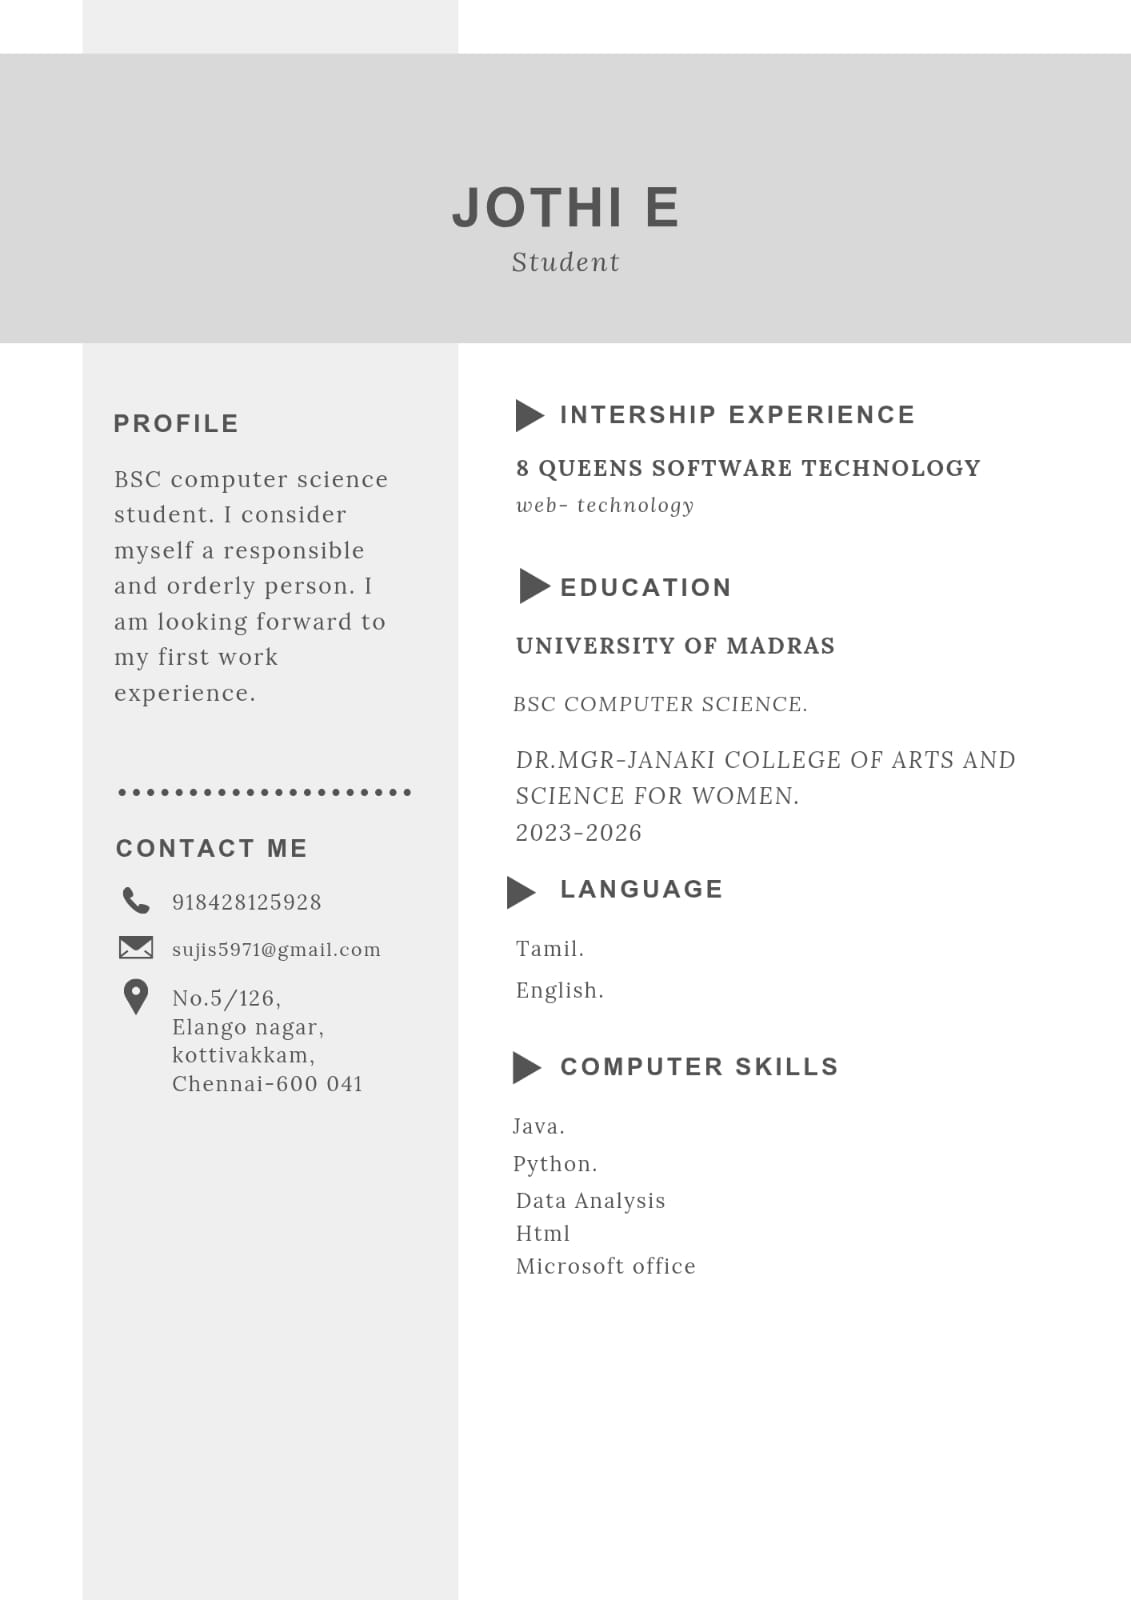 JOTHI E
Student
PROFILE
BSC computer science
student. I consider
myself a responsible
and orderly person. I
am looking forward to
my first work
experience.
CONTACT ME
918428125928
sujis5971@gmail.com
No.5/126,
Elango nagar,
kottivakkam,
Chennai-600 041
INTERSHIP EXPERIENCE
8 QUEENS SOFTWARE TECHNOLOGY
web- technology
EDUCATION
UNIVERSITY OF MADRAS
BSC COMPUTER SCIENCE.
DR.MGR-JANAKI COLLEGE OF ARTS AND
SCIENCE FOR WOMEN.
2023-2026
LANGUAGE
Tamil.
English.
COMPUTER SKILLS
Java.
Python.
Data Analysis
Html
Microsoft office